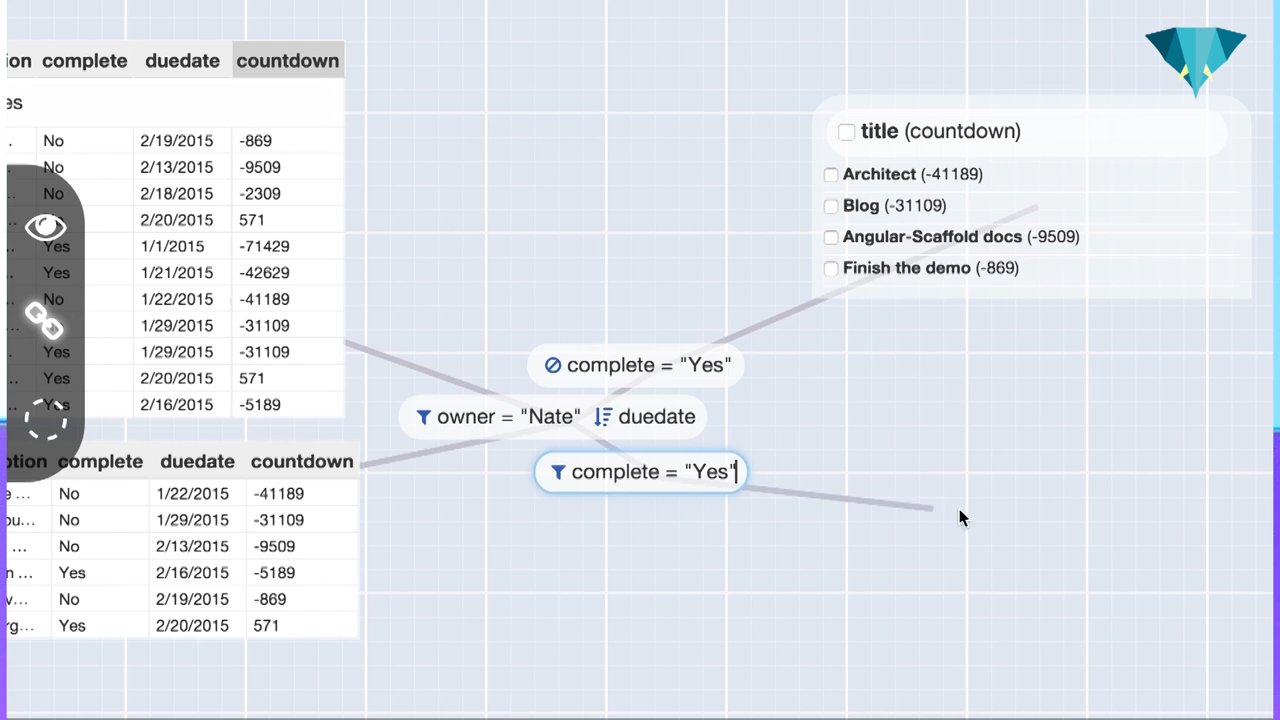 ion complete duedate countdown
es
. No 2/19/2015 -869
No 2/13/2015 -9509
No 2/18/2015 -2309
2/20/2015 571
Yes 1/1/2015 -71429
Yes 1/21/2015 -42629
No 1/22/2015 -41189
... 1/29/2015 -31109
Yes 1/29/2015 -31109
Yes 2/20/2015 571
Yes 2/16/2015 -5189
otion complete duedate countdown
e ... No 1/22/2015 -41189
ou... No 1/29/2015 -31109
... No 2/13/2015 -9509
n ... Yes 2/16/2015 -5189
v... No 2/19/2015 -869
rg... Yes 2/20/2015 571
complete = "Yes"
owner = "Nate" duedate
complete = "Yes"
title (countdown)
Architect (-41189)
Blog (-31109)
Angular-Scaffold docs (-9509)
Finish the demo (-869)